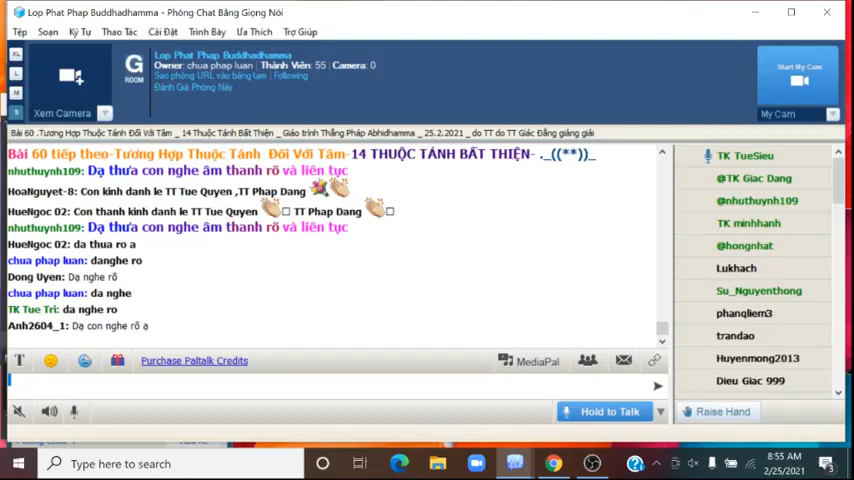 Lop Phat Phap Buddhadhamma - Phòng Chat Bằng Giọng Nói
Tệp Soạn Ký Tự Thao Tác Cài Đặt Trình Bày Ưa Thích Trợ Giúp
XL
L
M
S
Xem Camera
G
ROOM
Lop Phat Phap Buddhadhamma
Owner: chua phap luan | Thành Viên: 55 | Camera: 0
Sao phỏng URL vào bảng tạm | Following
Đánh Giá Phòng Này
Start My Cam
My Cam
Bài 60 .Tương Hợp Thuộc Tánh Đối Với Tâm _ 14 Thuộc Tánh Bất Thiện _ Giáo trình Thắng Pháp Abhidhamma _ 25.2.2021 _ do TT do TT Giác Đẳng giảng giải
Bài 60 tiếp theo-Tương Hợp Thuộc Tánh Đối Với Tâm-14 THUỘC TÁNH BẤT THIỆN- ._((**))_
nhuthuynh109: Dạ thưa con nghe âm thanh rõ và liên tục
HoaNguyet-8: Con kinh danh le TT Tue Quyen ,TT Phap Dang
HueNgoc 02: Con thanh kinh danh le TT Tue Quyen TT Phap Dang
nhuthuynh109: Dạ thưa con nghe âm thanh rõ và liên tục
HueNgoc 02: da thua ro a
chua phap luan: danghe ro
Dong Uyen: Dạ nghe rõ
chua phap luan: da nghe
TK Tue Tri: da nghe ro
Anh2604_1: Dạ con nghe rõ ạ
TK TueSieu
@TK Giac Dang
@nhuthuynh109
TK minhhanh
@hongnhat
Lukhach
Su_Nguyenthong
phanqliem3
trandao
Huyenmong2013
Dieu Giac 999
T
Purchase Paltalk Credits
MediaPal
Hold to Talk
Raise Hand
Type here to search
8:55 AM
2/25/2021
3